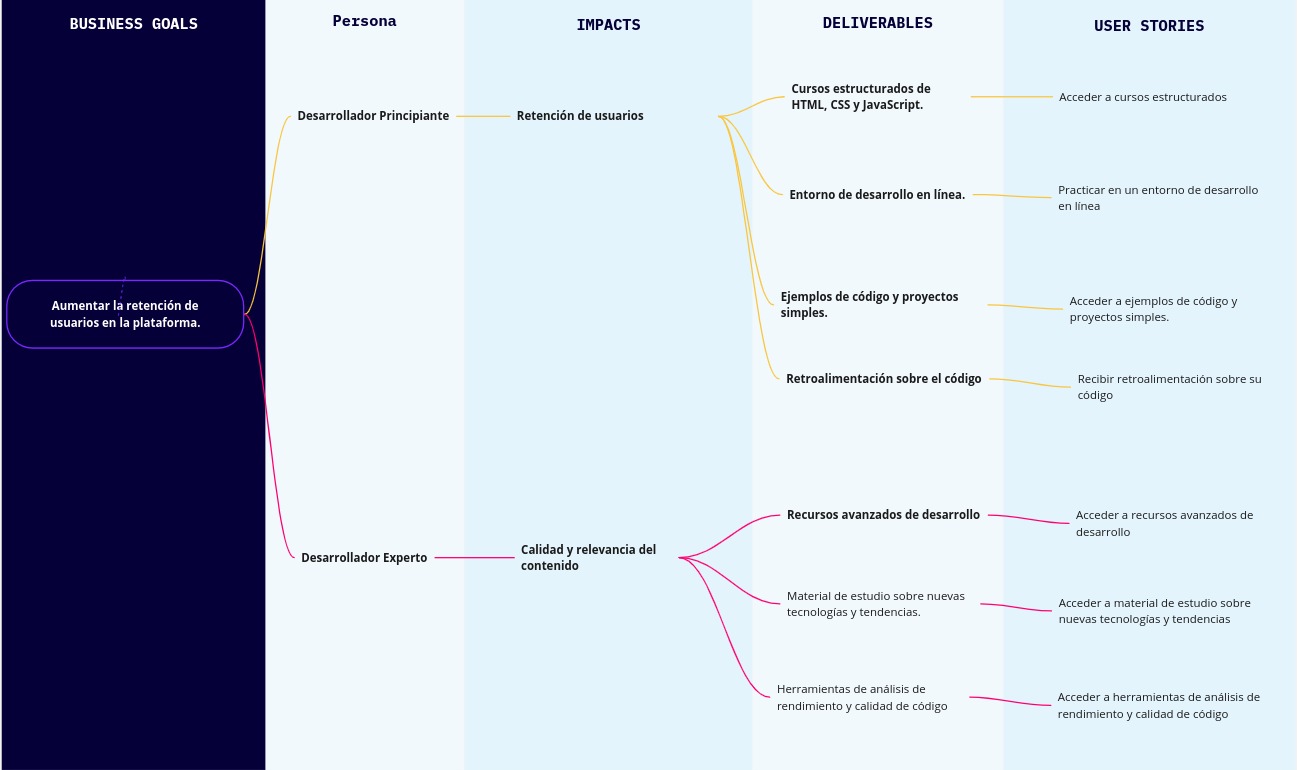 BUSINESS GOALS
Persona
IMPACTS
DELIVERABLES
USER STORIES
Aumentar la retención de
usuarios en la plataforma.
Desarrollador Principiante
Retención de usuarios
Cursos estructurados de
HTML, CSS y JavaScript.
Acceder a cursos estructurados
Entorno de desarrollo en línea.
Practicar en un entorno de desarrollo
en línea
Ejemplos de código y proyectos
simples.
Acceder a ejemplos de código y
proyectos simples.
Retroalimentación sobre el código
Recibir retroalimentación sobre su
código
Desarrollador Experto
Calidad y relevancia del
contenido
Recursos avanzados de desarrollo
Acceder a recursos avanzados de
desarrollo
Material de estudio sobre nuevas
tecnologías y tendencias.
Acceder a material de estudio sobre
nuevas tecnologías y tendencias
Herramientas de análisis de
rendimiento y calidad de código
Acceder a herramientas de análisis de
rendimiento y calidad de código